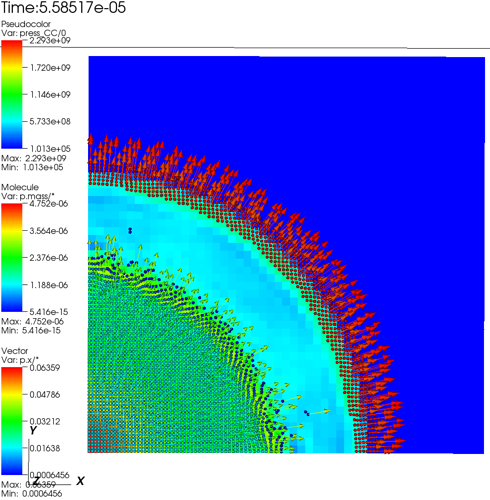 Time:5.58517e-05
Pseudocolor
Var: press_CC/0
2.293e+09
1.720e+09
1.146e+09
5.733e+08
1.013e+05
Max: 2.293e+09
Min: 1.013e+05
Molecule
Var: p.mass/*
4.752e-06
3.564e-06
2.376e-06
1.188e-06
5.416e-15
Max: 4.752e-06
Min: 5.416e-15
Vector
Var: p.x/*
0.06359
0.04786
0.03212
Y
0.01638
0.0006456
Z X
Max: 0.06359
Min: 0.0006456